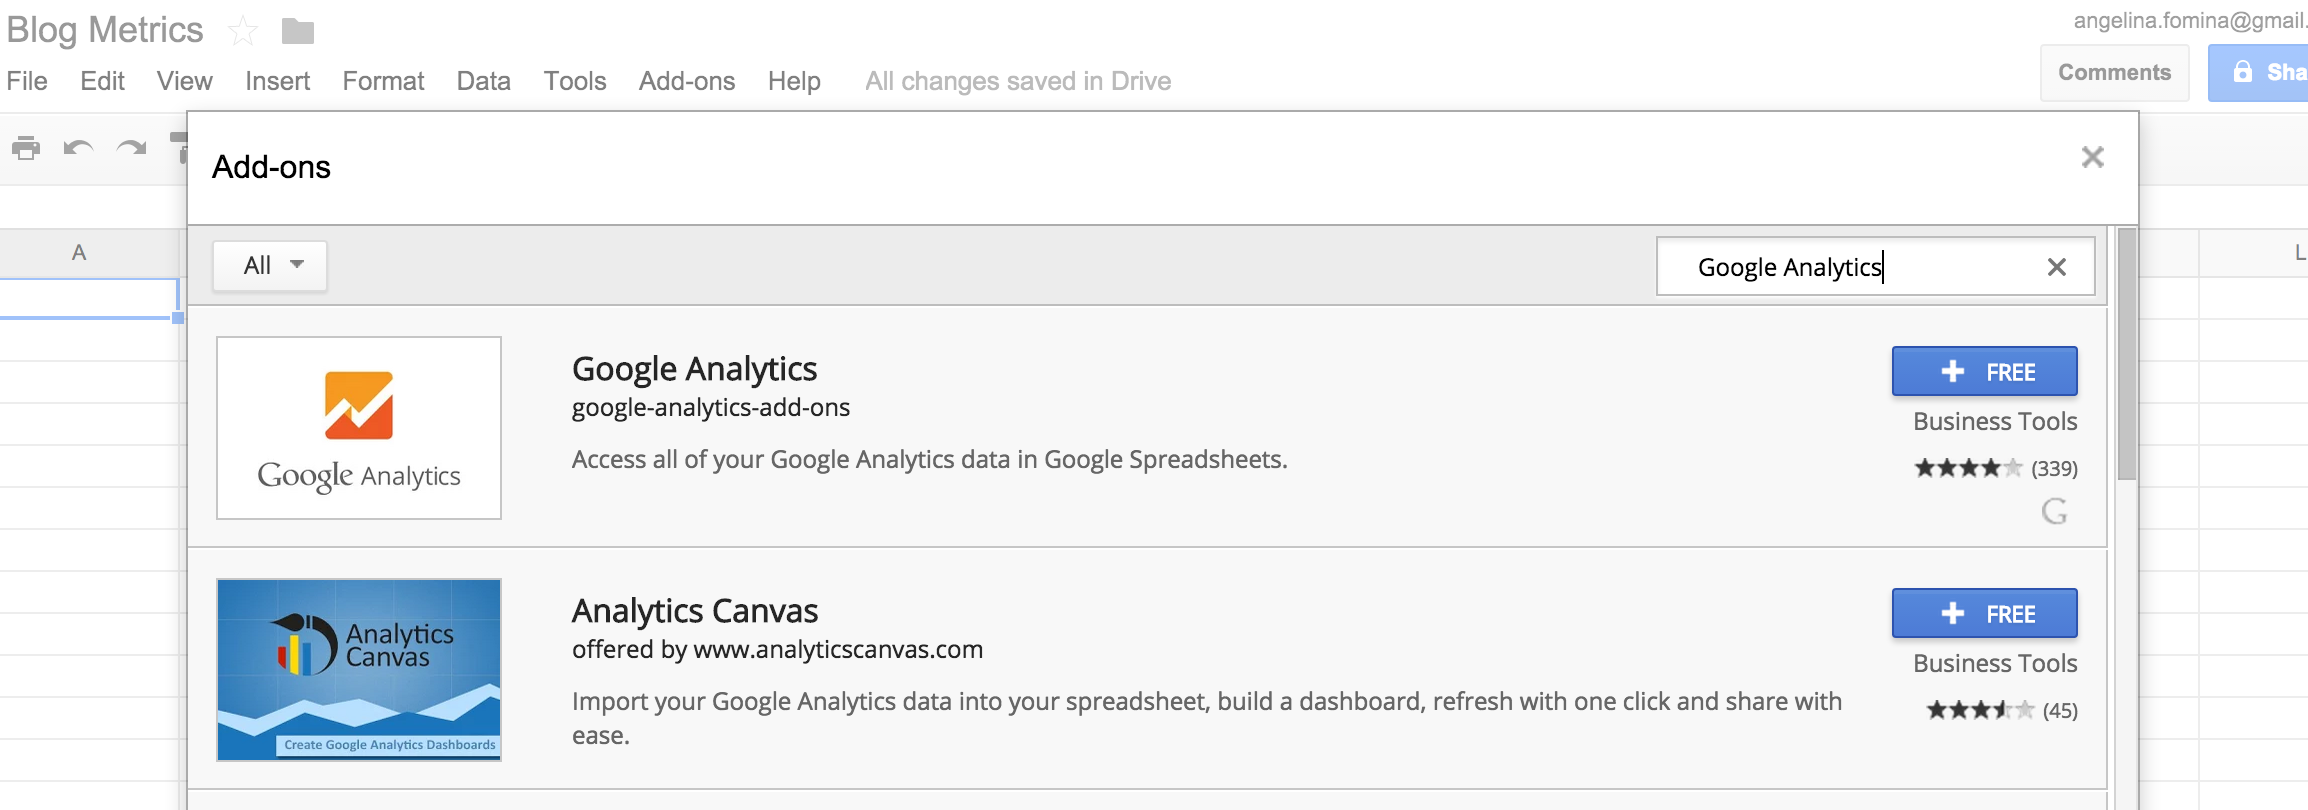 Blog Metrics
angelina.fomina@gmail.
File Edit View Insert Format Data Tools Add-ons Help All changes saved in Drive
Comments
Sha
Add-ons
A
L
All
Google Analytics
Google Analytics
google-analytics-add-ons
Access all of your Google Analytics data in Google Spreadsheets.
FREE
Business Tools
(339)
G
Google Analytics
Analytics Canvas
offered by www.analyticscanvas.com
Import your Google Analytics data into your spreadsheet, build a dashboard, refresh with one click and share with
ease.
FREE
Business Tools
(45)
Analytics
Canvas
Create Google Analytics Dashboards